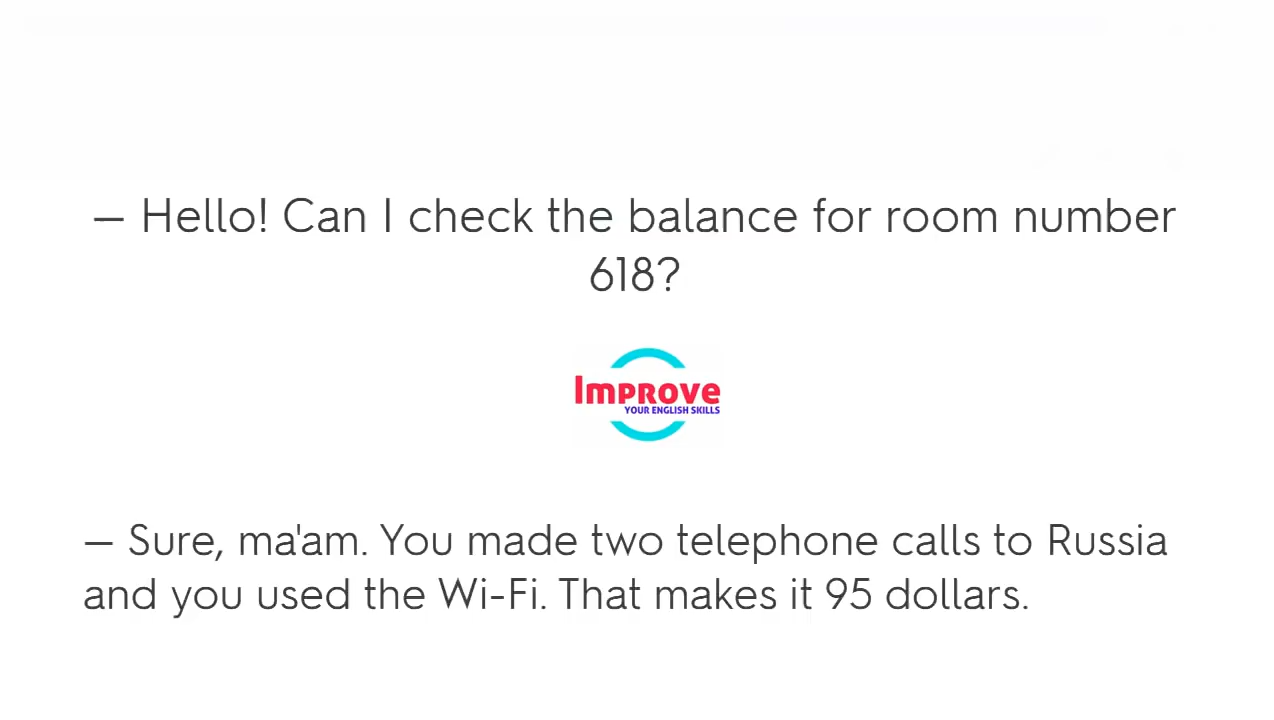 — Hello! Can I check the balance for room number
618?
Improve
YOUR ENGLISH SKILLS
— Sure, ma'am. You made two telephone calls to Russia
and you used the Wi-Fi. That makes it 95 dollars.